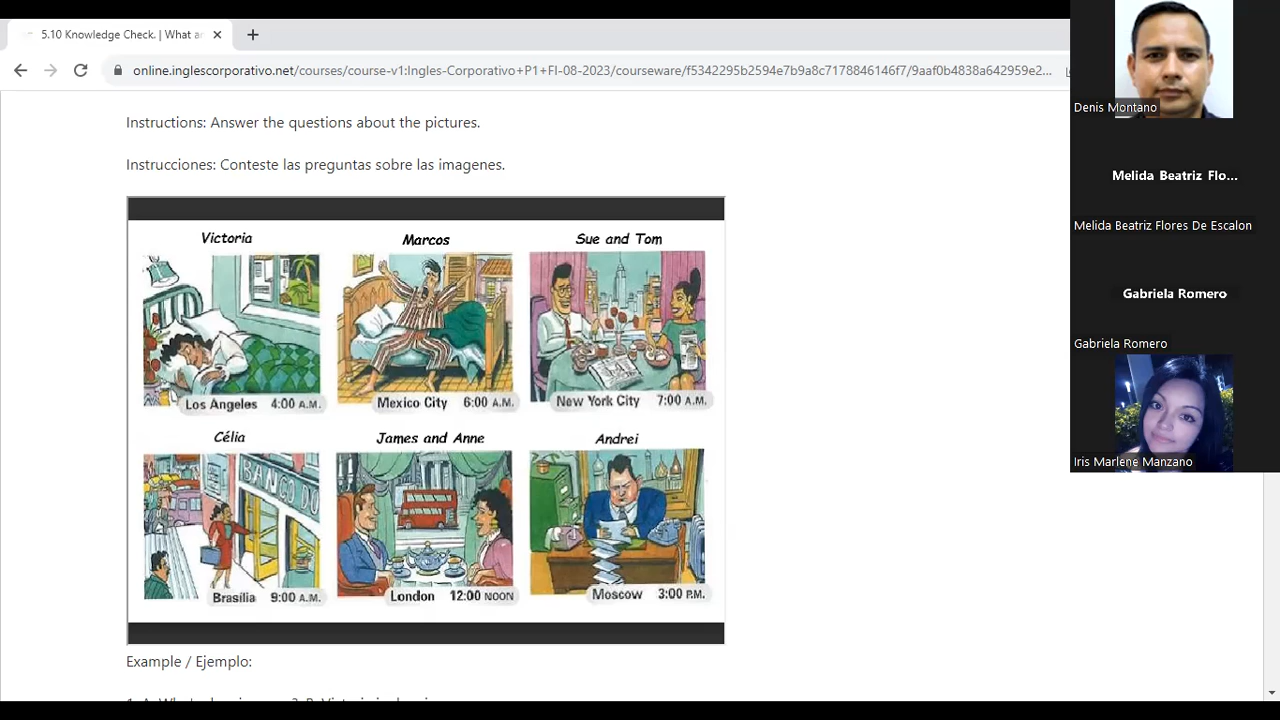 5.10 Knowledge Check. | What a
online.inglescorporativo.net/courses/course-v1:Ingles-Corporativo+P1+FI-08-2023/courseware/f5342295b2594e7b9a8c7178846146f7/9aaf0b4838a642959e2...
Instructions: Answer the questions about the pictures.
Instrucciones: Conteste las preguntas sobre las imagenes.
Victoria
Marcos
Sue and Tom
Los Angeles 4:00 A.M.
Mexico City 6:00 A.M.
New York City 7:00 A.M.
Célia
James and Anne
Andrei
BANCO DO
Brasília 9:00 A.M.
London 12:00 NOON
Moscow 3:00 P.M.
Example / Ejemplo:
Denis Montano
Melida Beatriz Flo...
Melida Beatriz Flores De Escalon
Gabriela Romero
Gabriela Romero
Iris Marlene Manzano